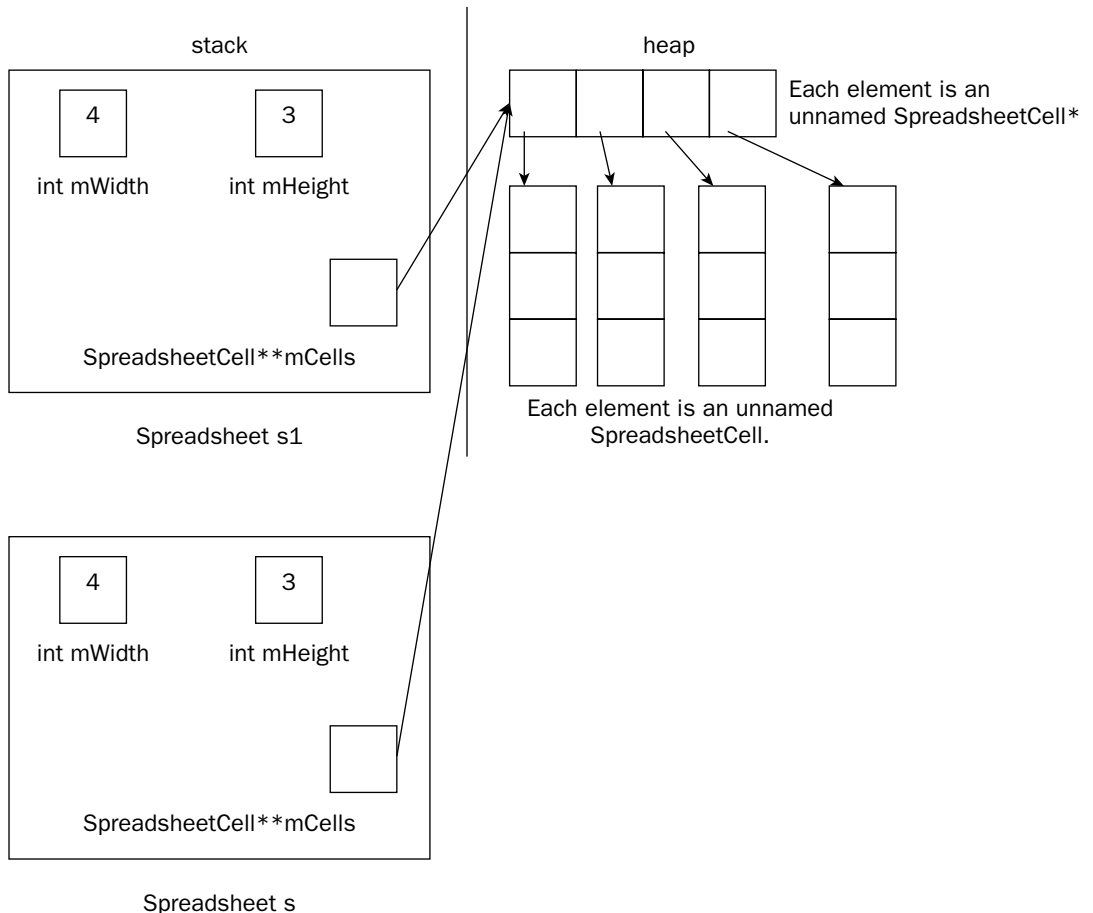 stack
heap
4
3
int mWidth
int mHeight
SpreadsheetCell**mCells
Spreadsheet s1
Each element is an
unnamed SpreadsheetCell*
Each element is an unnamed
SpreadsheetCell.
4
3
int mWidth
int mHeight
SpreadsheetCell**mCells
Spreadsheet s